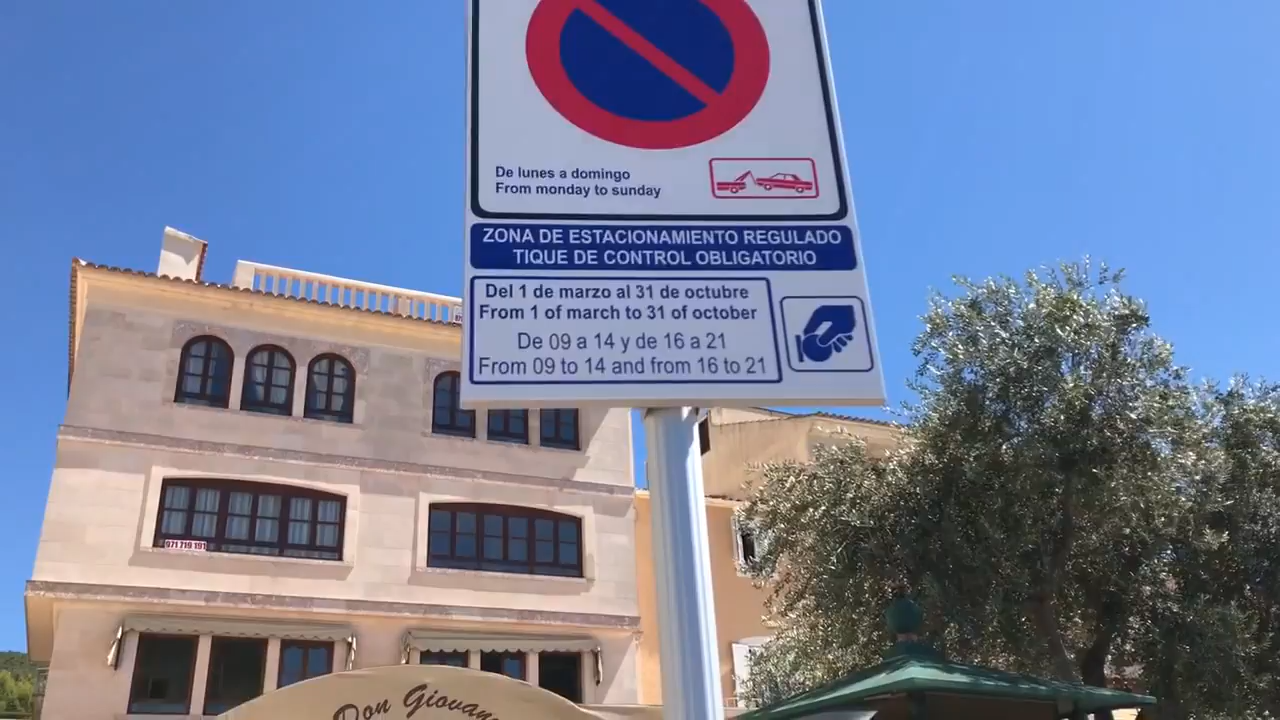 De lunes a domingo
From monday to sunday
ZONA DE ESTACIONAMIENTO REGULADO
TIQUE DE CONTROL OBLIGATORIO
Del 1 de marzo al 31 de octubre
From 1 of march to 31 of october
De 09 a 14 y de 16 a 21
From 09 to 14 and from 16 to 21
971 719 191
Don Giovan